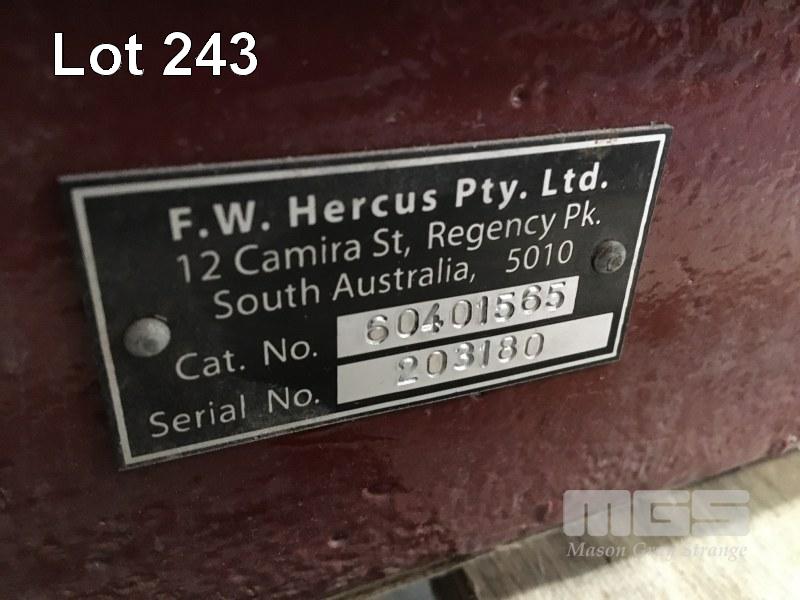 Lot 243
F.W. Hercus Pty. Ltd.
12 Camira St, Regency Pk.
South Australia, 5010
Cat. No. 60401565
Serial No. 203180
MGS
Mason Gray Strange